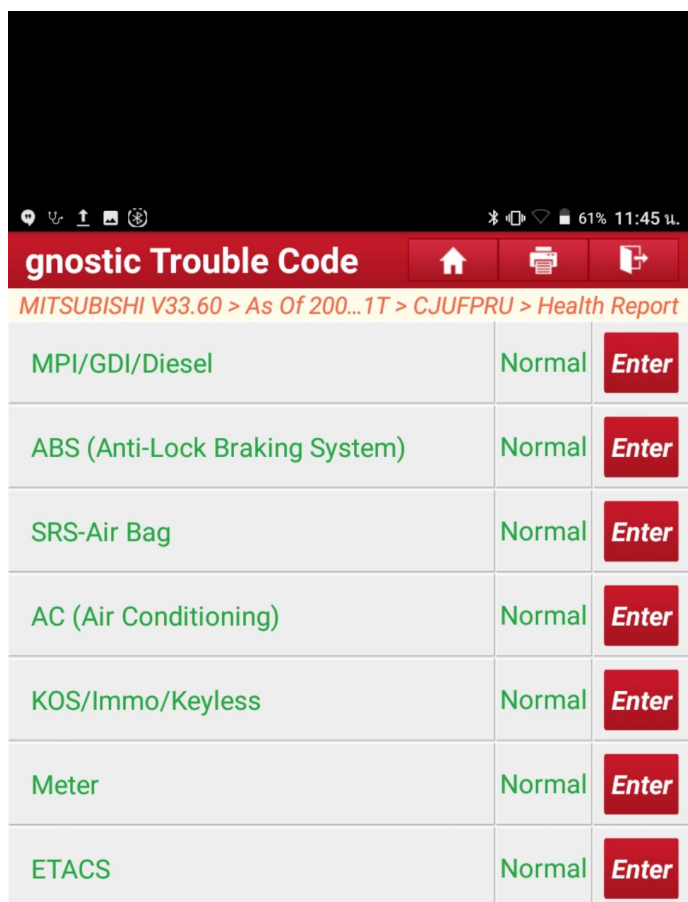 61% 11:45 น.
gnostic Trouble Code
MITSUBISHI V33.60 > As Of 200...1T > CJUFPRU > Health Report
MPI/GDI/Diesel Normal Enter
ABS (Anti-Lock Braking System) Normal Enter
SRS-Air Bag Normal Enter
AC (Air Conditioning) Normal Enter
KOS/Immo/Keyless Normal Enter
Meter Normal Enter
ETACS Normal Enter